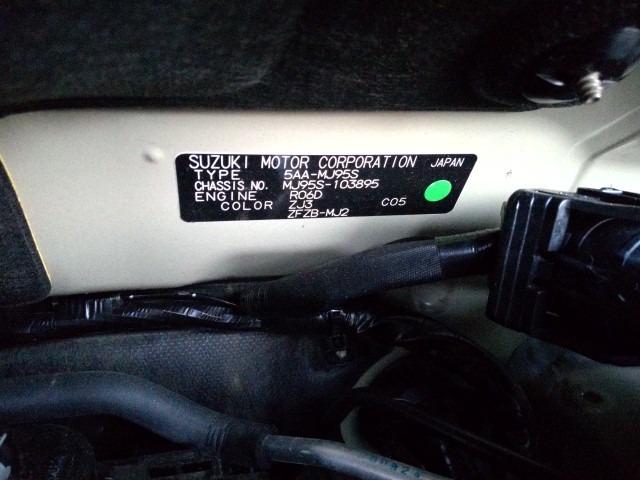 SUZUKI MOTOR CORPORATION JAPAN
TYPE 5AA-MJ95S
CHASSIS NO. MJ95S-103895
ENGINE R06D
COLOR ZJ3 C05
ZFZB-MJ2